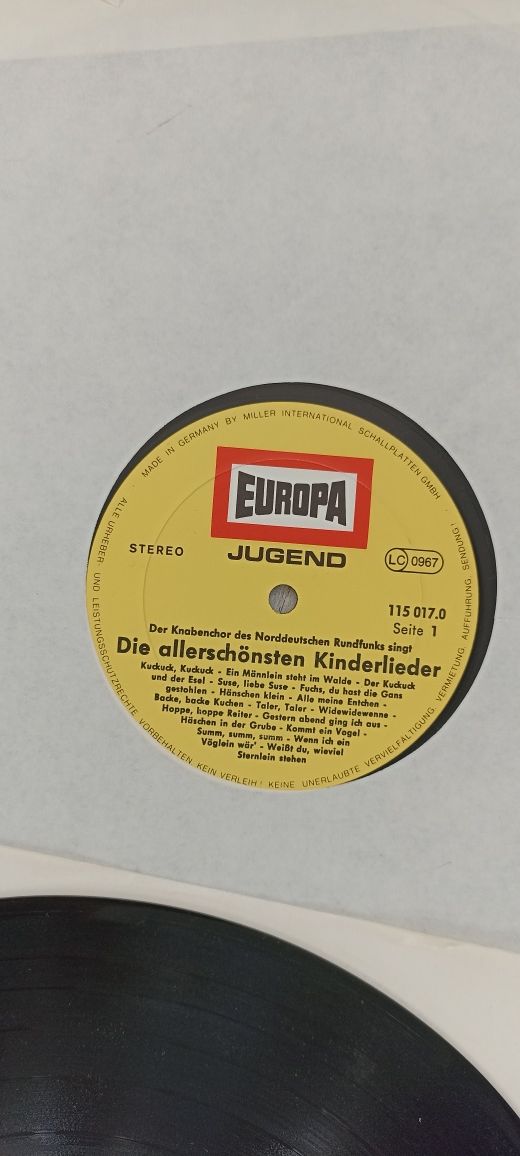 MADE IN GERMANY BY MILLER INTERNATIONAL SCHALLPLATTEN GMBH
EUROPA
JUGEND
STEREO
LC 0967
115 017.0
Seite 1
Der Knabenchor des Norddeutschen Rundfunks singt
Die allerschönsten Kinderlieder
Kuckuck, Kuckuck - Ein Männlein steht im Walde - Der Kuckuck
und der Esel - Suse, liebe Suse - Fuchs, du hast die Gans
gestohlen - Hänschen klein - Alle meine Entchen -
Backe, backe Kuchen - Taler, Taler - Widewidewenne -
Hoppe, hoppe Reiter - Gestern abend ging ich aus -
Häschen in der Grube - Kommt ein Vogel -
Summ, summ, summ - Wenn ich ein
Vöglein wär' - Weißt du, wieviel
Sternlein stehen
ALLE URHEBER- UND LEISTUNGSSCHUTZRECHTE VORBEHALTEN. KEIN VERLEIH! KEINE UNERLAUBTE VERVIELFÄLTIGUNG, VERMIETUNG, AUFFÜHRUNG, SENDUNG!